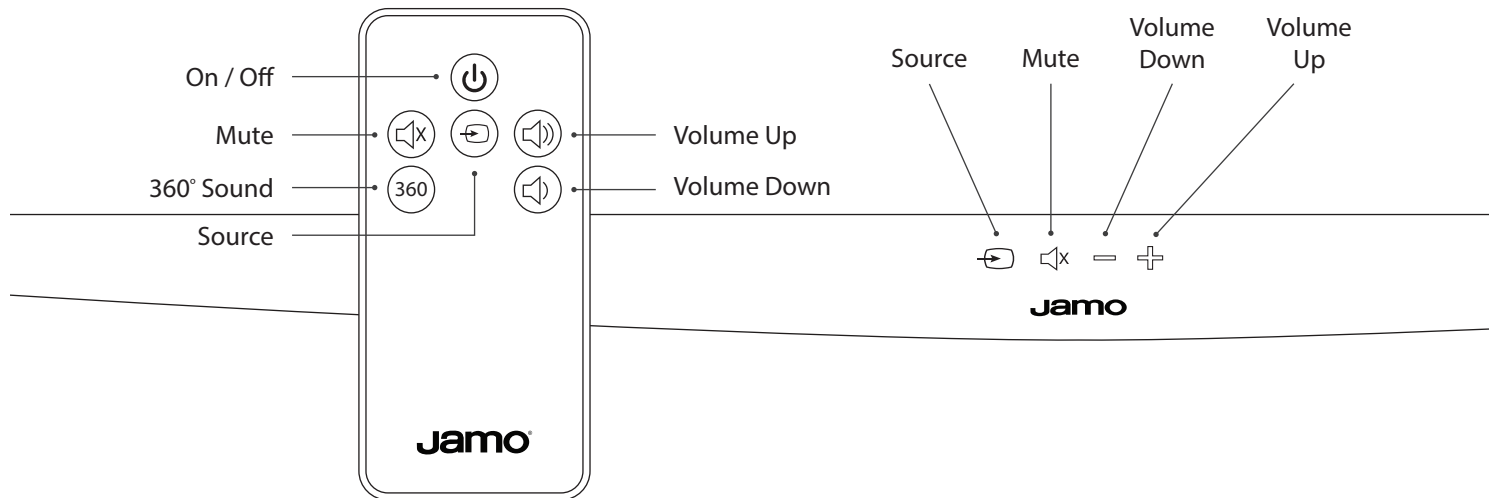 On / Off
Mute
360° Sound
Source
360
Volume Up
Volume Down
Jamo®
Source
Mute
Volume
Down
Volume
Up
Jamo